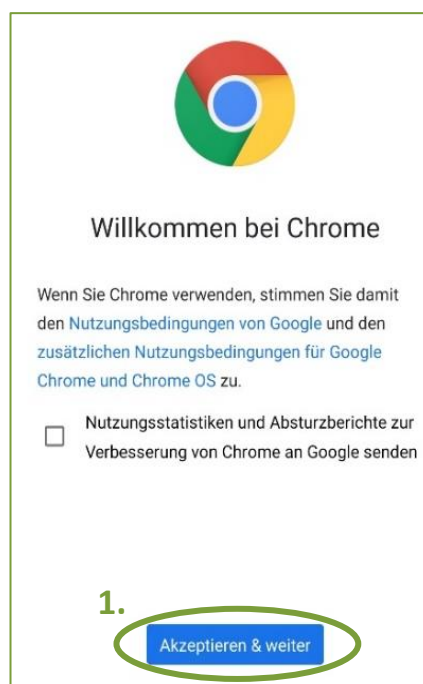 Willkommen bei Chrome
Wenn Sie Chrome verwenden, stimmen Sie damit
den Nutzungsbedingungen von Google und den
zusätzlichen Nutzungsbedingungen für Google
Chrome und Chrome OS zu.
Nutzungsstatistiken und Absturzberichte zur
Verbesserung von Chrome an Google senden
1.
Akzeptieren & weiter